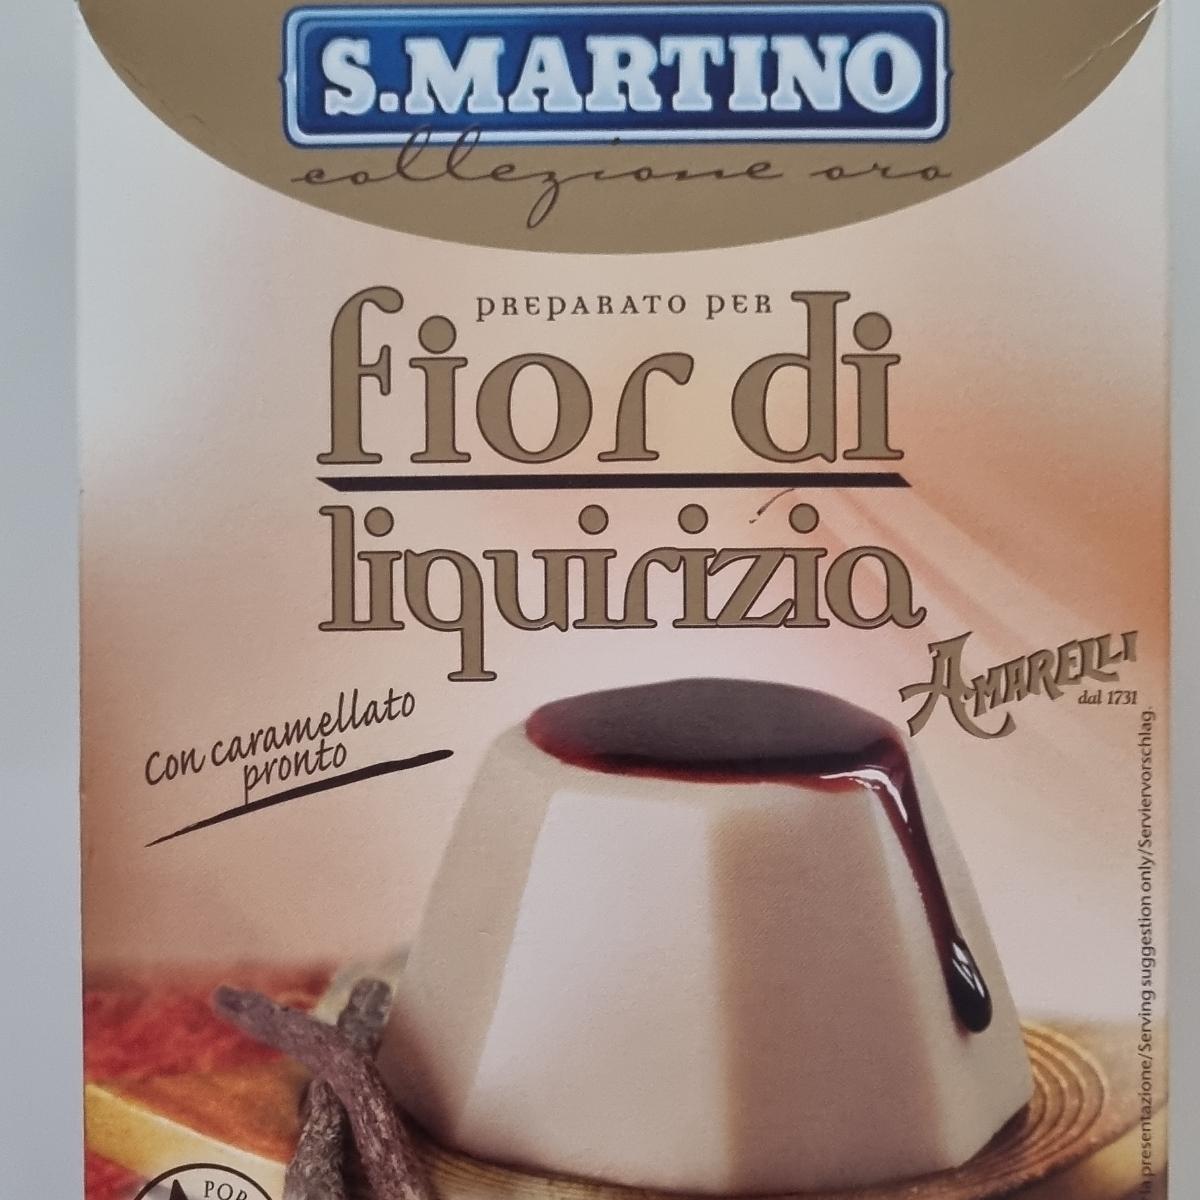 S.MARTINO
collezione oro
PREPARATO PER
fior di
liquirizia
AMARELLI
dal 1731
Con caramellato
pronto
presentazione/Serving suggestion only/Serviervorschlag.